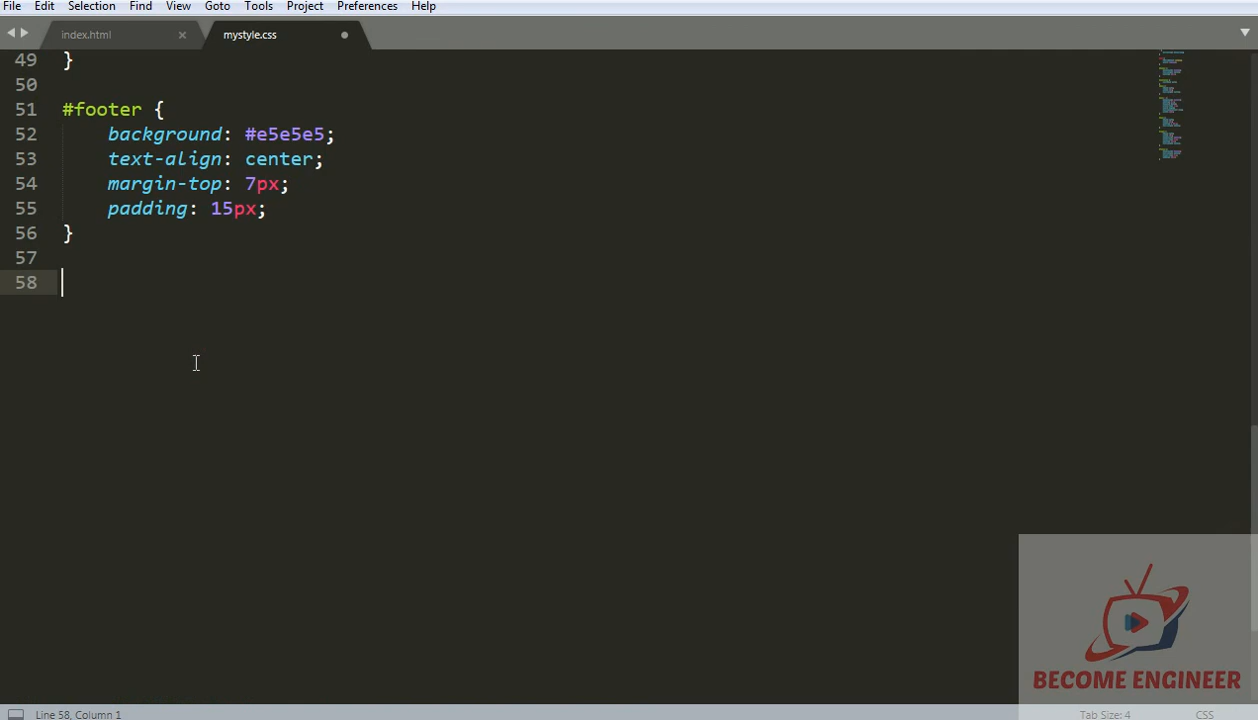 File Edit Selection Find View Goto Tools Project Preferences Help
index.html × mystyle.css
49 }
50
51 #footer {
52 background: #e5e5e5;
53 text-align: center;
54 margin-top: 7px;
55 padding: 15px;
56 }
57
58
BECOME ENGINEER
Line 58, Column 1 Tab Size: 4 CSS